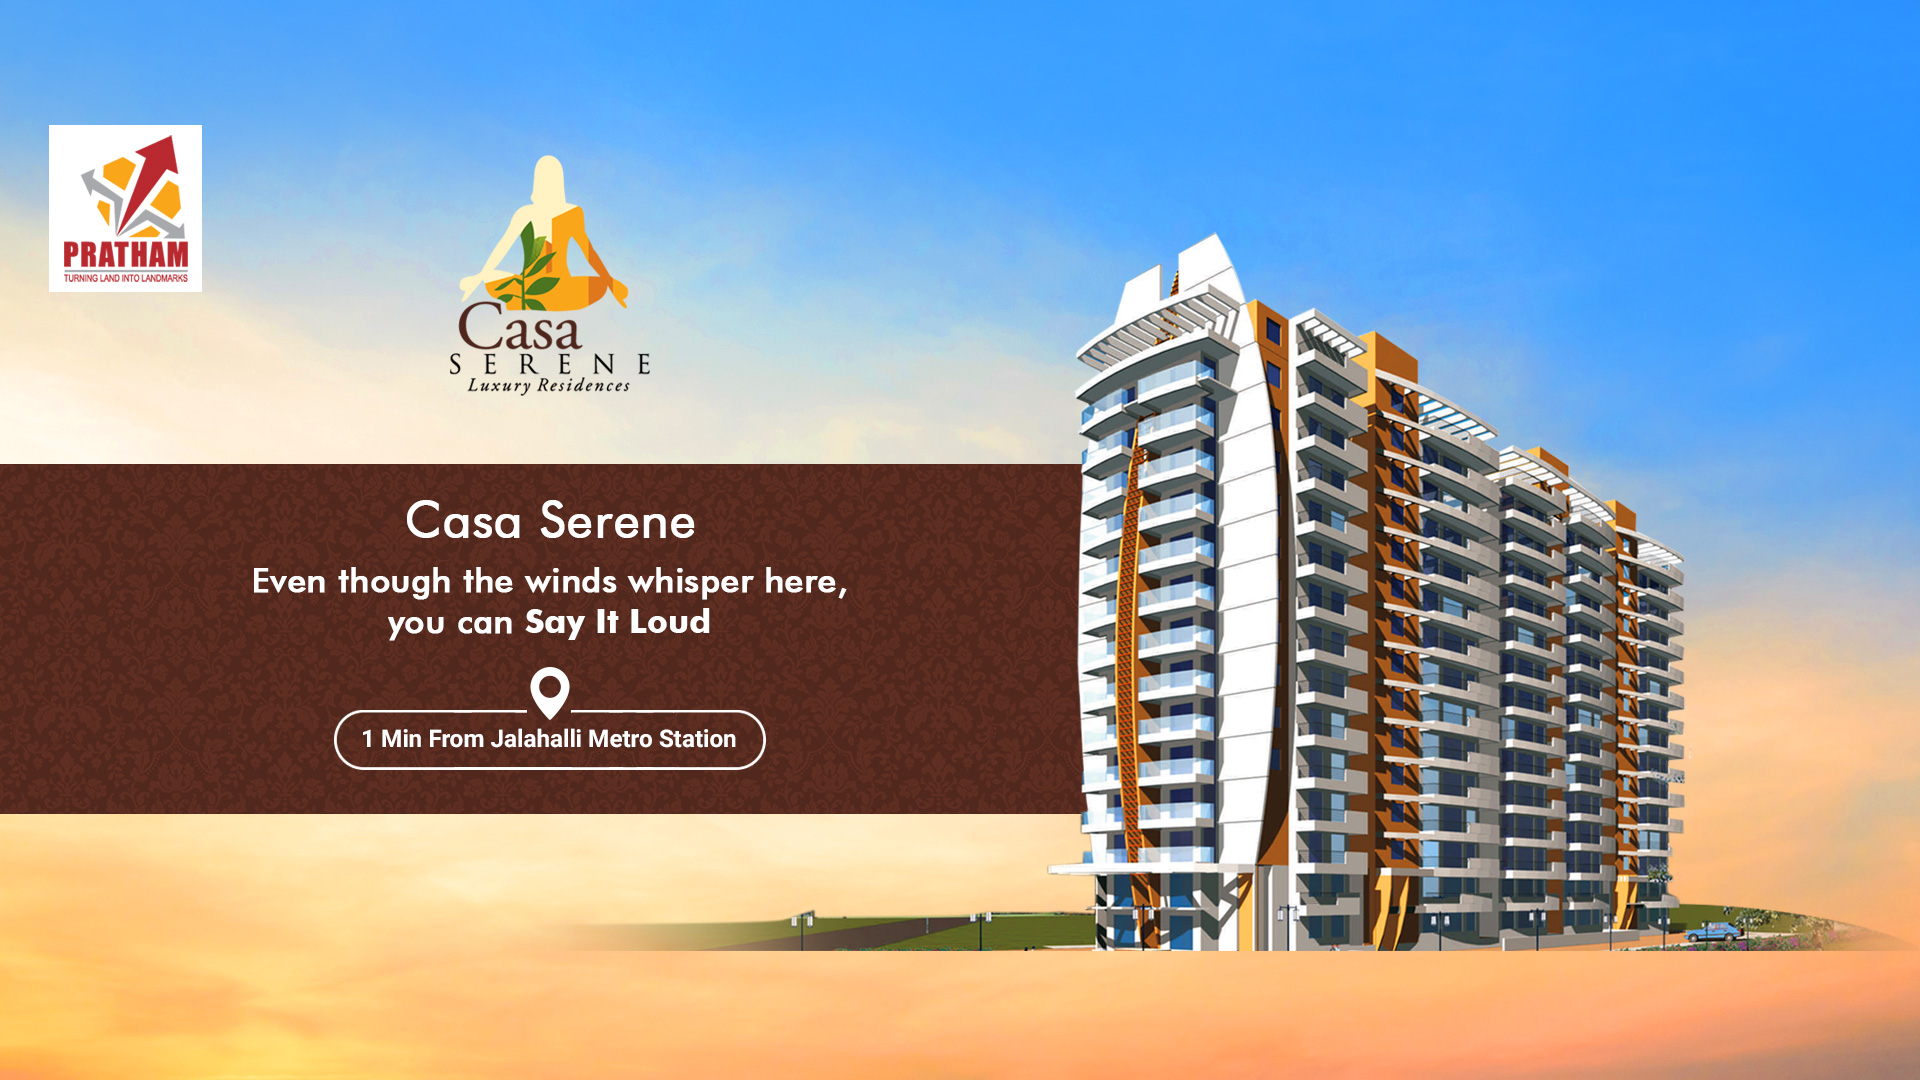 PRATHAM
TURNING LAND INTO LANDMARKS
Casa
SERENE
Luxury Residences
Casa Serene
Even though the winds whisper here,
you can Say It Loud
1 Min From Jalahalli Metro Station